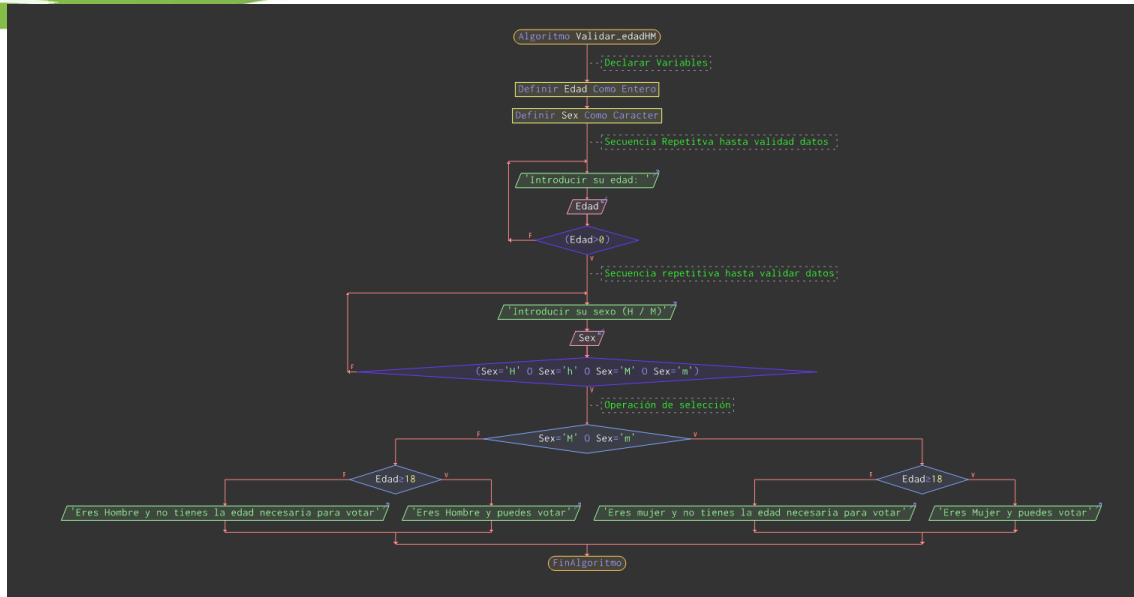 Algoritmo Validar_edadHM
Declarar Variables
Definir Edad Como Entero
Definir Sex Como Caracter
Secuencia Repetitva hasta validad datos
'Introducir su edad: '
Edad
F
(Edad>0)
V
Secuencia repetitiva hasta validar datos
'Introducir su sexo (H / M)'
Sex
F
(Sex='H' O Sex='h' O Sex='M' O Sex='m')
V
Operación de selección
F
Sex='M' O Sex='m'
V
F
Edad≥18
V
F
Edad≥18
V
'Eres Hombre y no tienes la edad necesaria para votar'
'Eres Hombre y puedes votar'
'Eres mujer y no tienes la edad necesaria para votar'
'Eres Mujer y puedes votar'
FinAlgoritmo